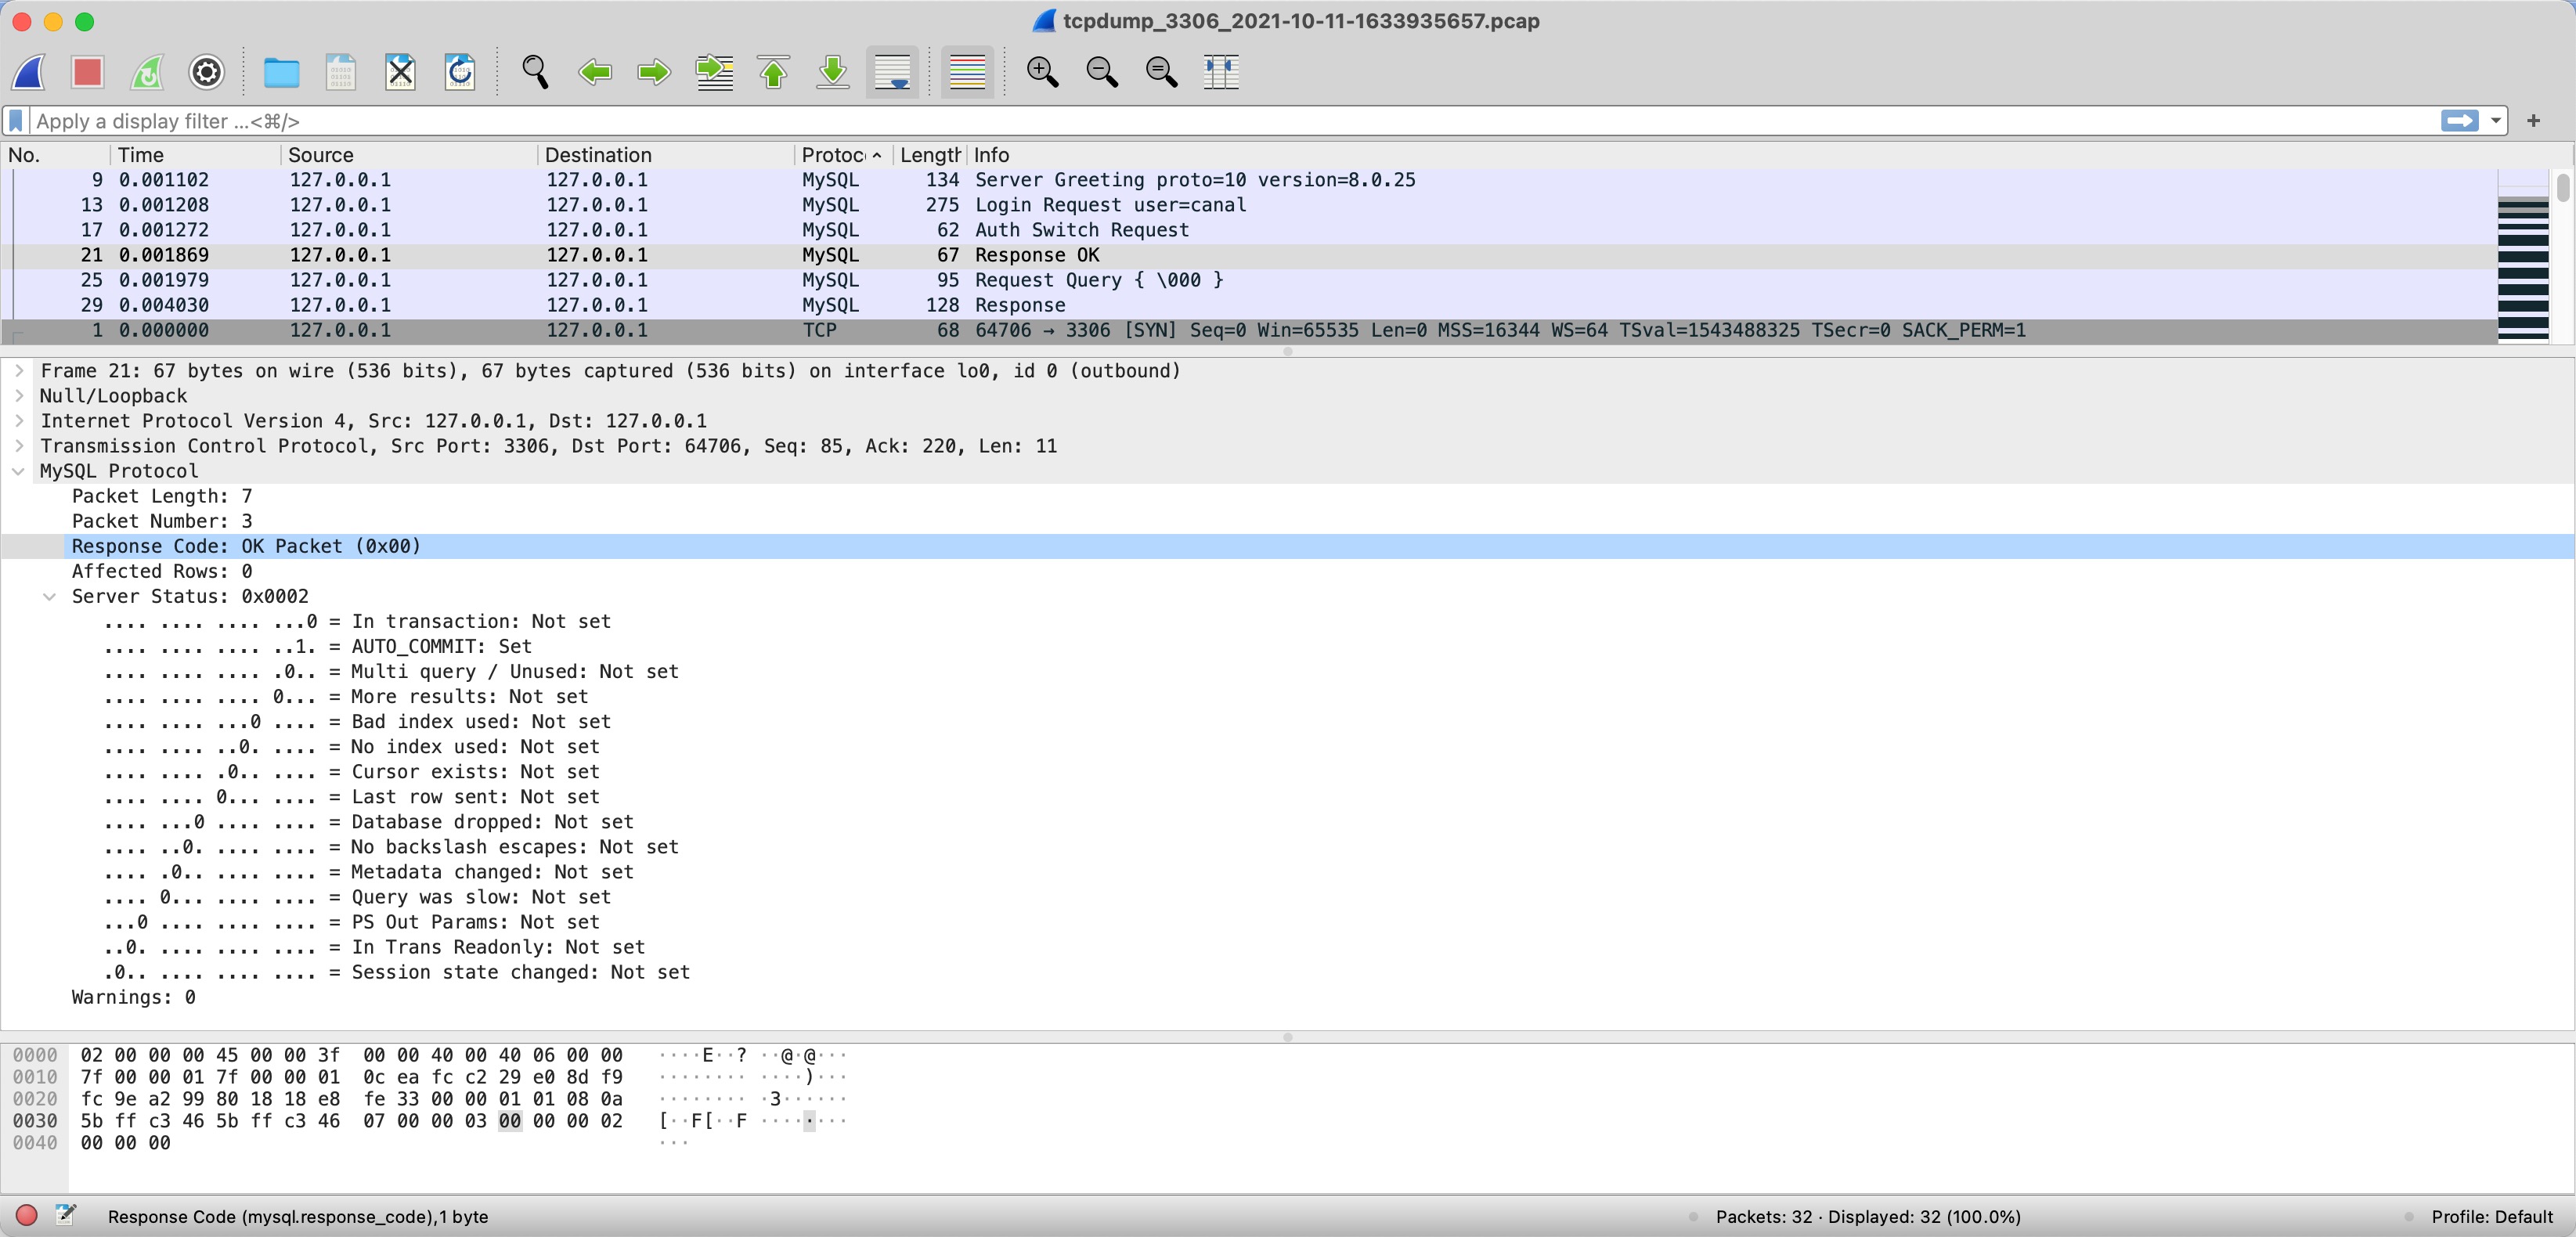 tcpdump_3306_2021-10-11-1633935657.pcap
Apply a display filter ...<⌘/>
No. Time Source Destination Protoc Length Info
9 0.001102 127.0.0.1 127.0.0.1 MySQL 134 Server Greeting proto=10 version=8.0.25
13 0.001208 127.0.0.1 127.0.0.1 MySQL 275 Login Request user=canal
17 0.001272 127.0.0.1 127.0.0.1 MySQL 62 Auth Switch Request
21 0.001869 127.0.0.1 127.0.0.1 MySQL 67 Response OK
25 0.001979 127.0.0.1 127.0.0.1 MySQL 95 Request Query { \000 }
29 0.004030 127.0.0.1 127.0.0.1 MySQL 128 Response
1 0.000000 127.0.0.1 127.0.0.1 TCP 68 64706 → 3306 [SYN] Seq=0 Win=65535 Len=0 MSS=16344 WS=64 TSval=1543488325 TSecr=0 SACK_PERM=1
Frame 21: 67 bytes on wire (536 bits), 67 bytes captured (536 bits) on interface lo0, id 0 (outbound)
Null/Loopback
Internet Protocol Version 4, Src: 127.0.0.1, Dst: 127.0.0.1
Transmission Control Protocol, Src Port: 3306, Dst Port: 64706, Seq: 85, Ack: 220, Len: 11
MySQL Protocol
Packet Length: 7
Packet Number: 3
Response Code: OK Packet (0x00)
Affected Rows: 0
Server Status: 0x0002
.... .... .... ...0 = In transaction: Not set
.... .... .... ..1. = AUTO_COMMIT: Set
.... .... .... .0.. = Multi query / Unused: Not set
.... .... .... 0... = More results: Not set
.... .... ...0 .... = Bad index used: Not set
.... .... ..0. .... = No index used: Not set
.... .... .0.. .... = Cursor exists: Not set
.... .... 0... .... = Last row sent: Not set
.... ...0 .... .... = Database dropped: Not set
.... ..0. .... .... = No backslash escapes: Not set
.... .0.. .... .... = Metadata changed: Not set
.... 0... .... .... = Query was slow: Not set
...0 .... .... .... = PS Out Params: Not set
..0. .... .... .... = In Trans Readonly: Not set
.0.. .... .... .... = Session state changed: Not set
Warnings: 0
0000 02 00 00 00 45 00 00 3f 00 00 40 00 40 06 00 00 ····E··? ··@·@···
0010 7f 00 00 01 7f 00 00 01 0c ea fc c2 29 e0 8d f9 ········ ····)···
0020 fc 9e a2 99 80 18 18 e8 fe 33 00 00 01 01 08 0a ········ ·3······
0030 5b ff c3 46 5b ff c3 46 07 00 00 03 00 00 00 02 [··F[··F ········
0040 00 00 00 ···
Response Code (mysql.response_code),1 byte
Packets: 32 · Displayed: 32 (100.0%)
Profile: Default